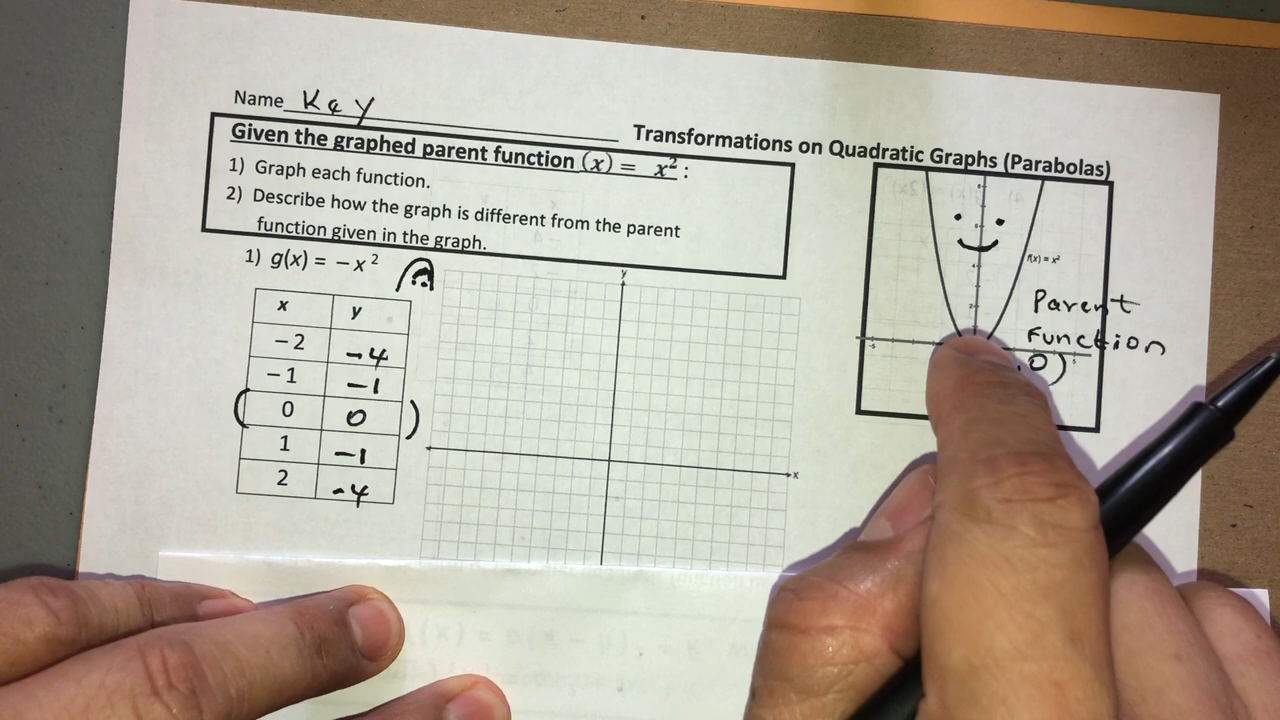 Name Key
Transformations on Quadratic Graphs (Parabolas)
Given the graphed parent function (x) = x²:
1) Graph each function.
2) Describe how the graph is different from the parent
function given in the graph.
1) g(x) = −x²
x y
−2 -4
−1 -1
( 0 0 )
1 -1
2 -4
y
x
f(x) = x²
Parent
Function
0)